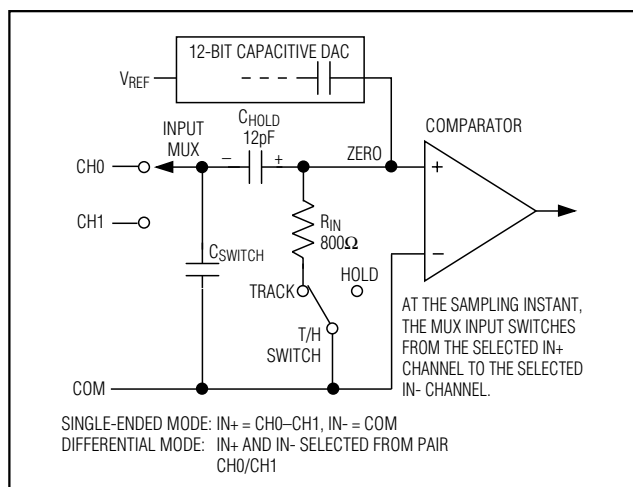 12-BIT CAPACITIVE DAC
VREF
CHOLD
12pF
INPUT
MUX
COMPARATOR
– +
ZERO
CH0
+
CH1
RIN
800Ω
CSWITCH
–
HOLD
TRACK
T/H
SWITCH
AT THE SAMPLING INSTANT,
THE MUX INPUT SWITCHES
FROM THE SELECTED IN+
CHANNEL TO THE SELECTED
IN- CHANNEL.
COM
SINGLE-ENDED MODE: IN+ = CH0–CH1, IN- = COM
DIFFERENTIAL MODE: IN+ AND IN- SELECTED FROM PAIR
CH0/CH1